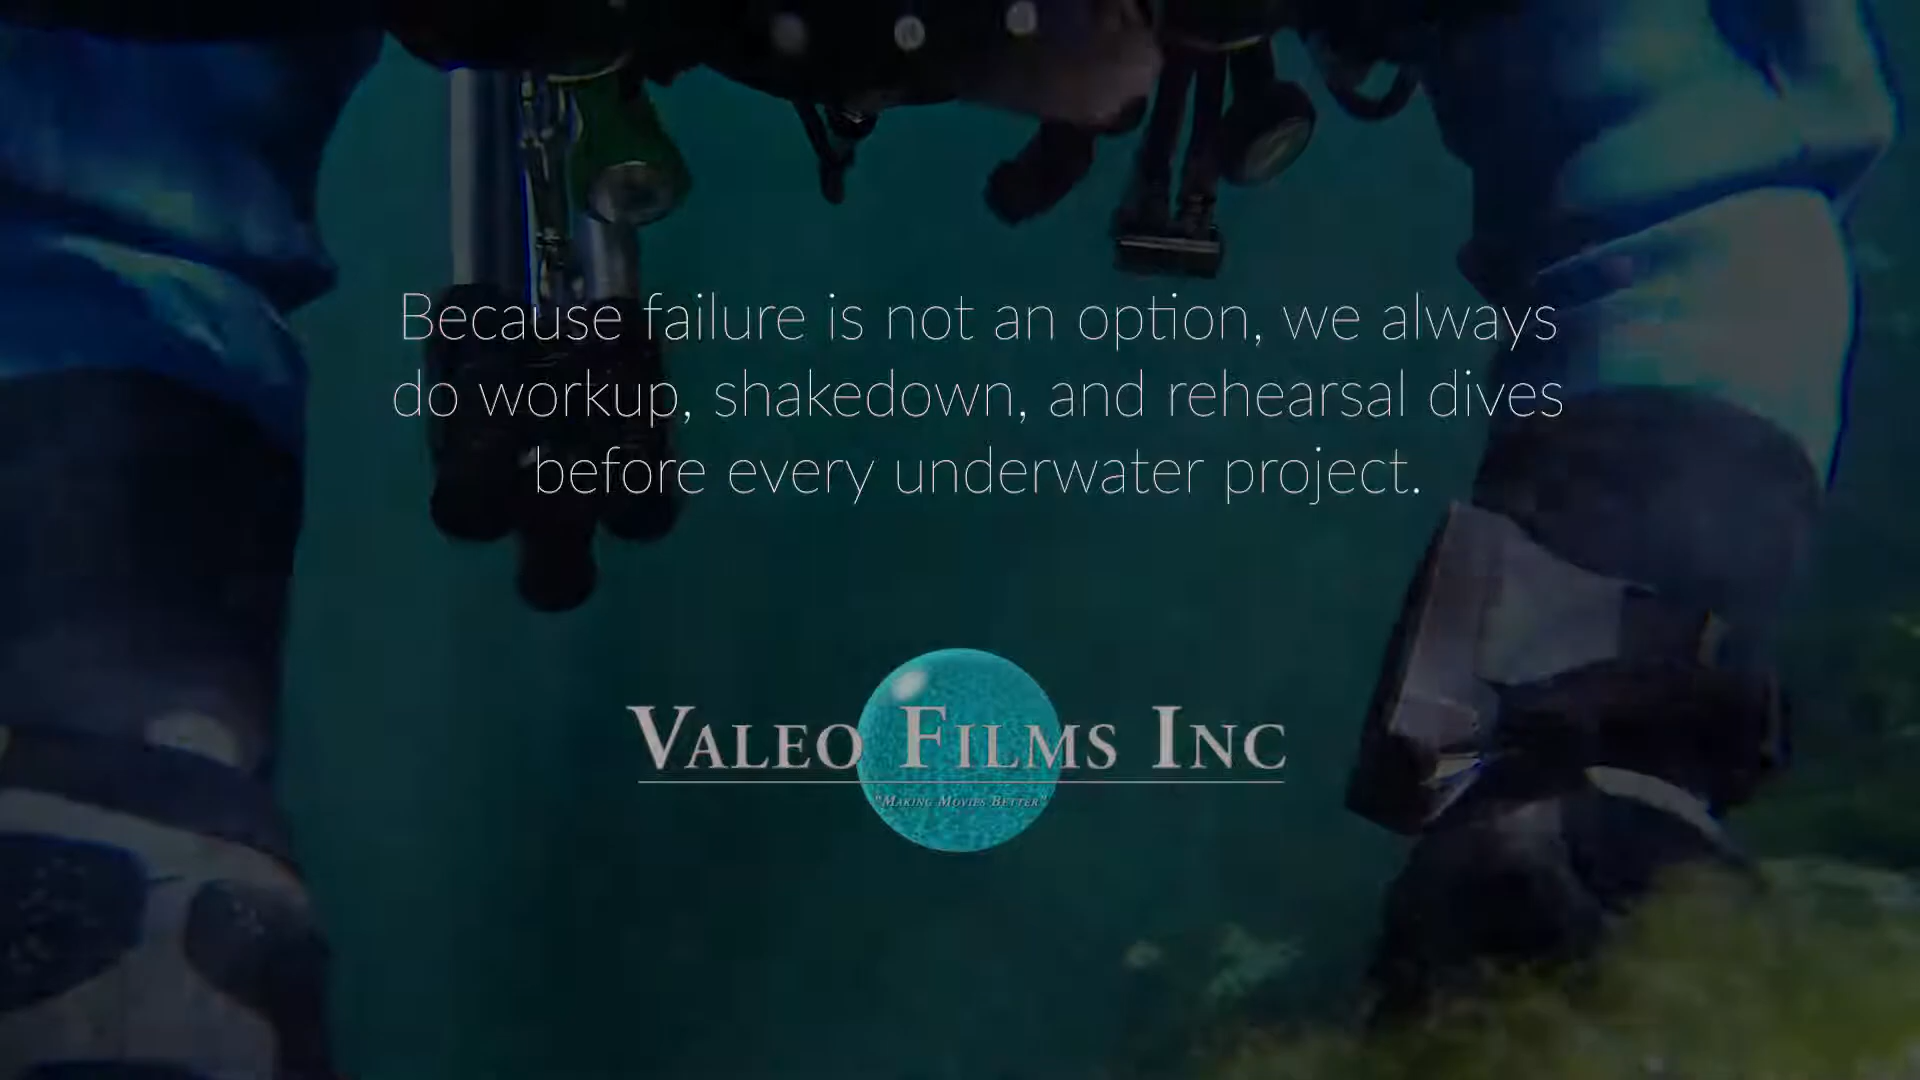 Because failure is not an option, we always
do workup, shakedown, and rehearsal dives
before every underwater project.
VALEO FILMS INC
"MAKING MOVIES BETTER"